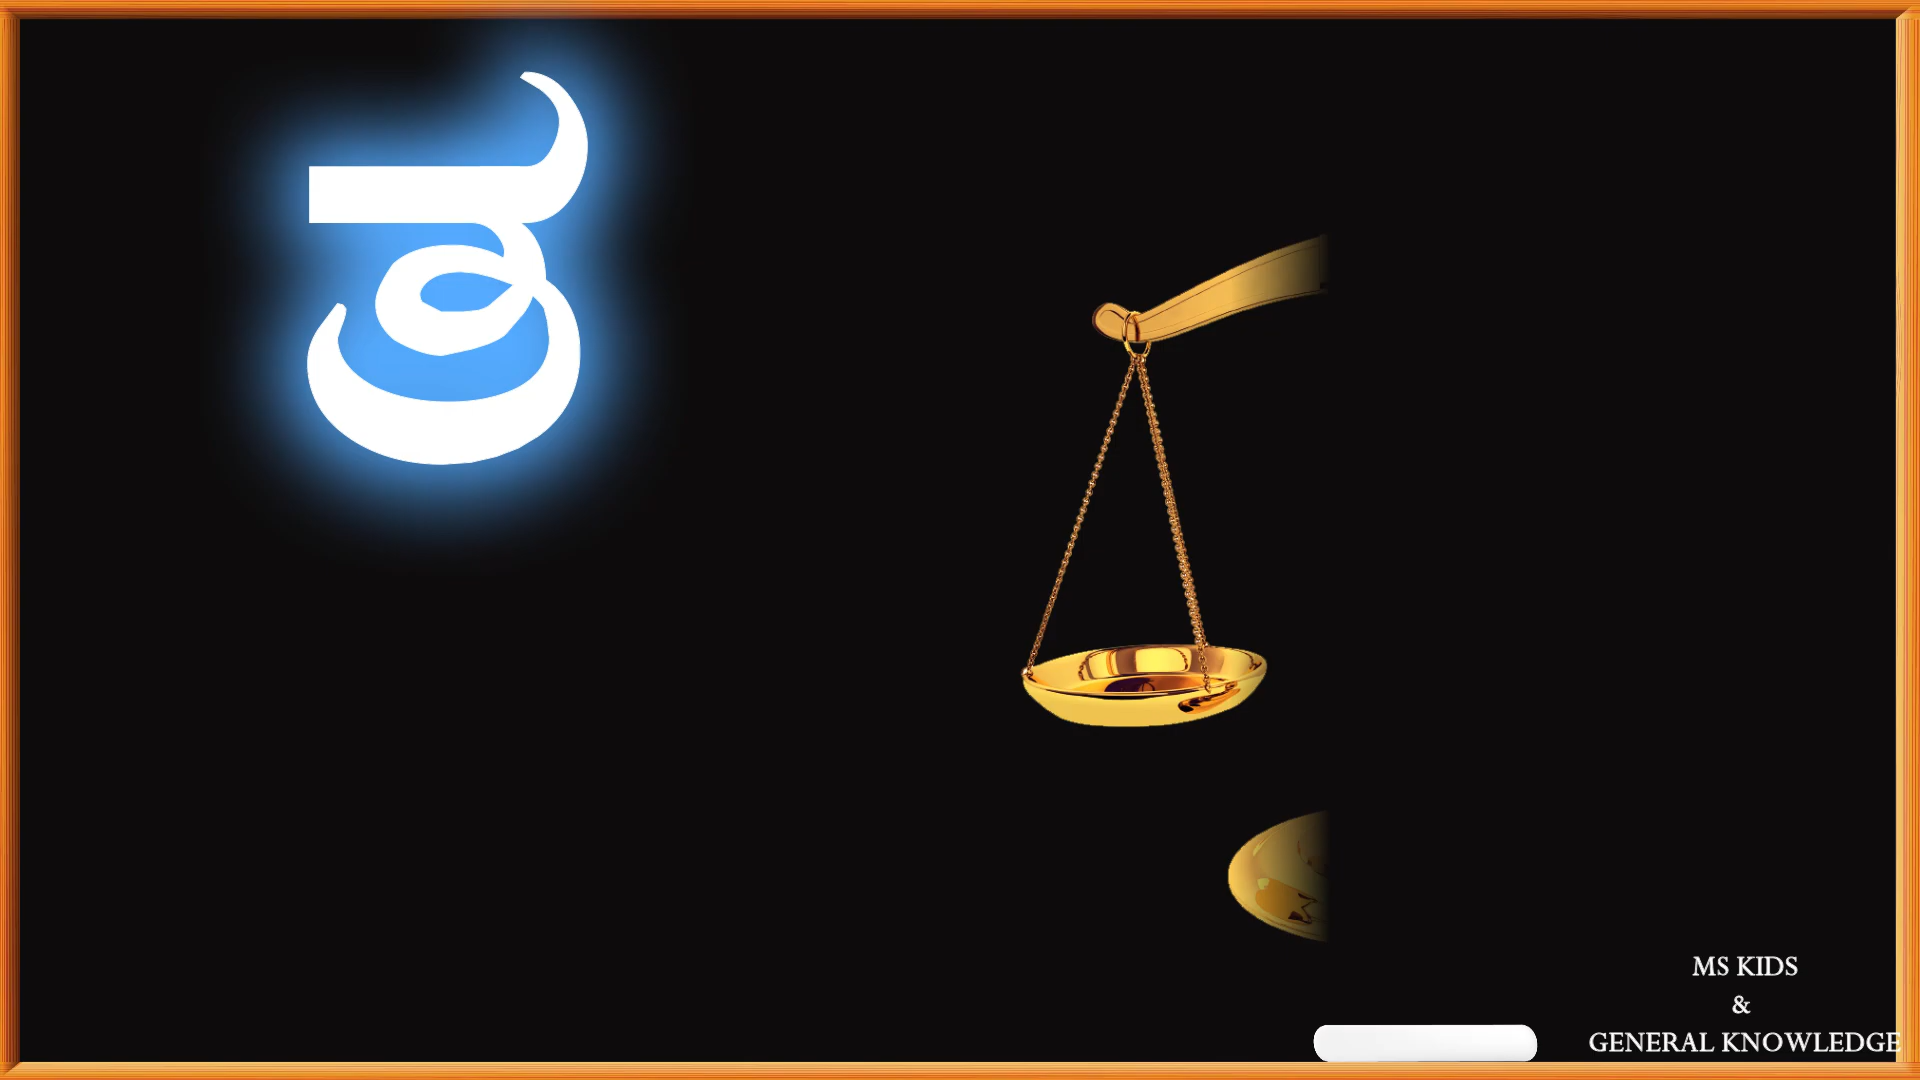 ತ
MS KIDS
&
GENERAL KNOWLEDGE